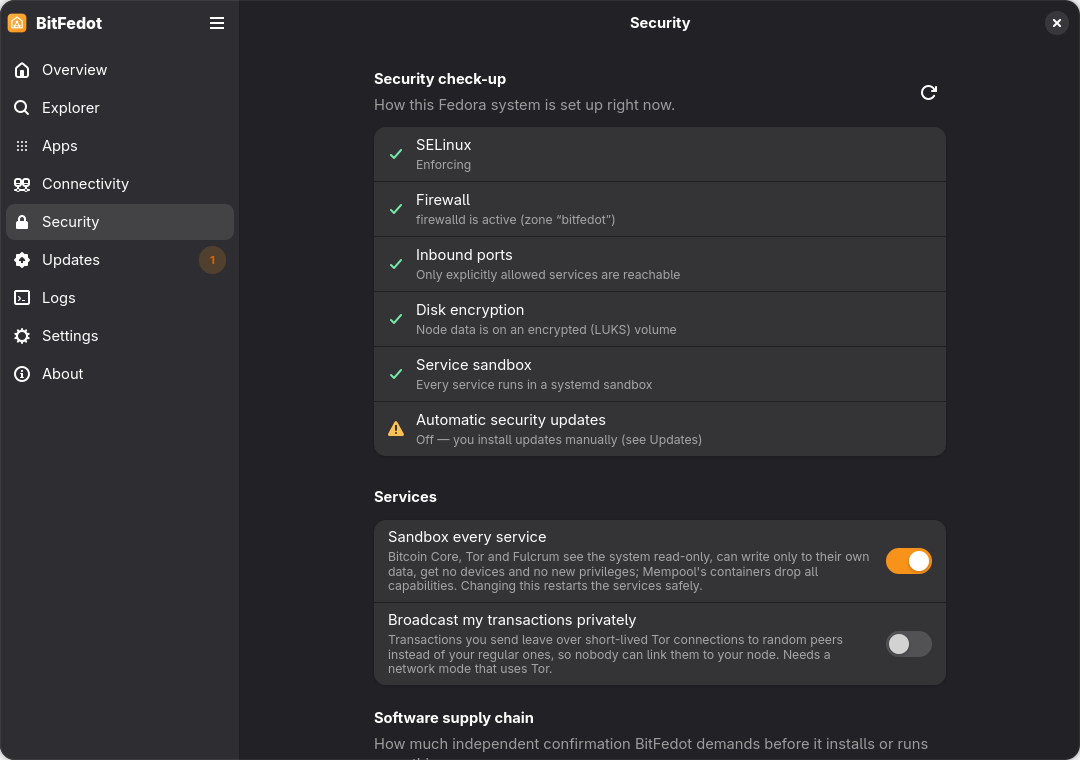 BitFedot
Security
Overview
Explorer
Apps
Connectivity
Security
Updates
1
Logs
Settings
About
Security check-up
How this Fedora system is set up right now.
SELinux
Enforcing
Firewall
firewalld is active (zone “bitfedot”)
Inbound ports
Only explicitly allowed services are reachable
Disk encryption
Node data is on an encrypted (LUKS) volume
Service sandbox
Every service runs in a systemd sandbox
Automatic security updates
Off — you install updates manually (see Updates)
Services
Sandbox every service
Bitcoin Core, Tor and Fulcrum see the system read-only, can write only to their own
data, get no devices and no new privileges; Mempool's containers drop all
capabilities. Changing this restarts the services safely.
Broadcast my transactions privately
Transactions you send leave over short-lived Tor connections to random peers
instead of your regular ones, so nobody can link them to your node. Needs a
network mode that uses Tor.
Software supply chain
How much independent confirmation BitFedot demands before it installs or runs